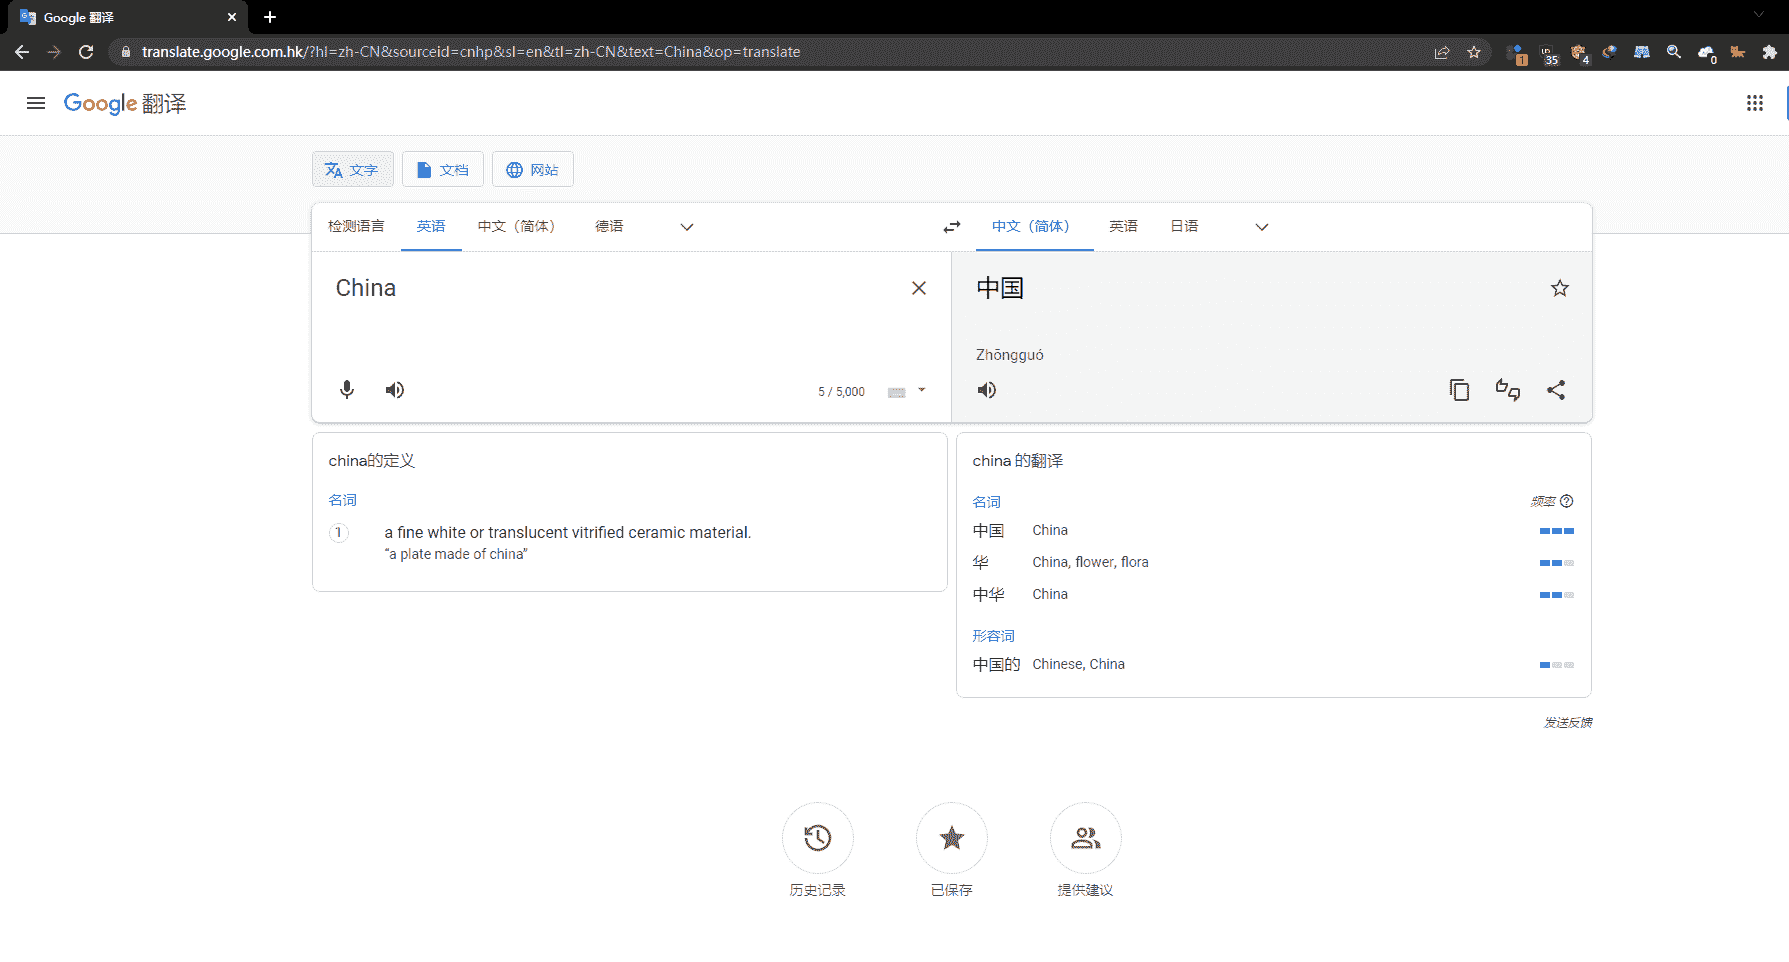 Google 翻译
translate.google.com.hk/?hl=zh-CN&sourceid=cnhp&sl=en&tl=zh-CN&text=China&op=translate
1
35
4
0
Google 翻译
文字
文档
网站
检测语言 英语 中文（简体） 德语
中文（简体） 英语 日语
China
中国
Zhōngguó
5 / 5,000
china的定义
名词
1 a fine white or translucent vitrified ceramic material.
“a plate made of china”
china 的翻译
名词 频率
中国 China
华 China, flower, flora
中华 China
形容词
中国的 Chinese, China
发送反馈
历史记录
已保存
提供建议